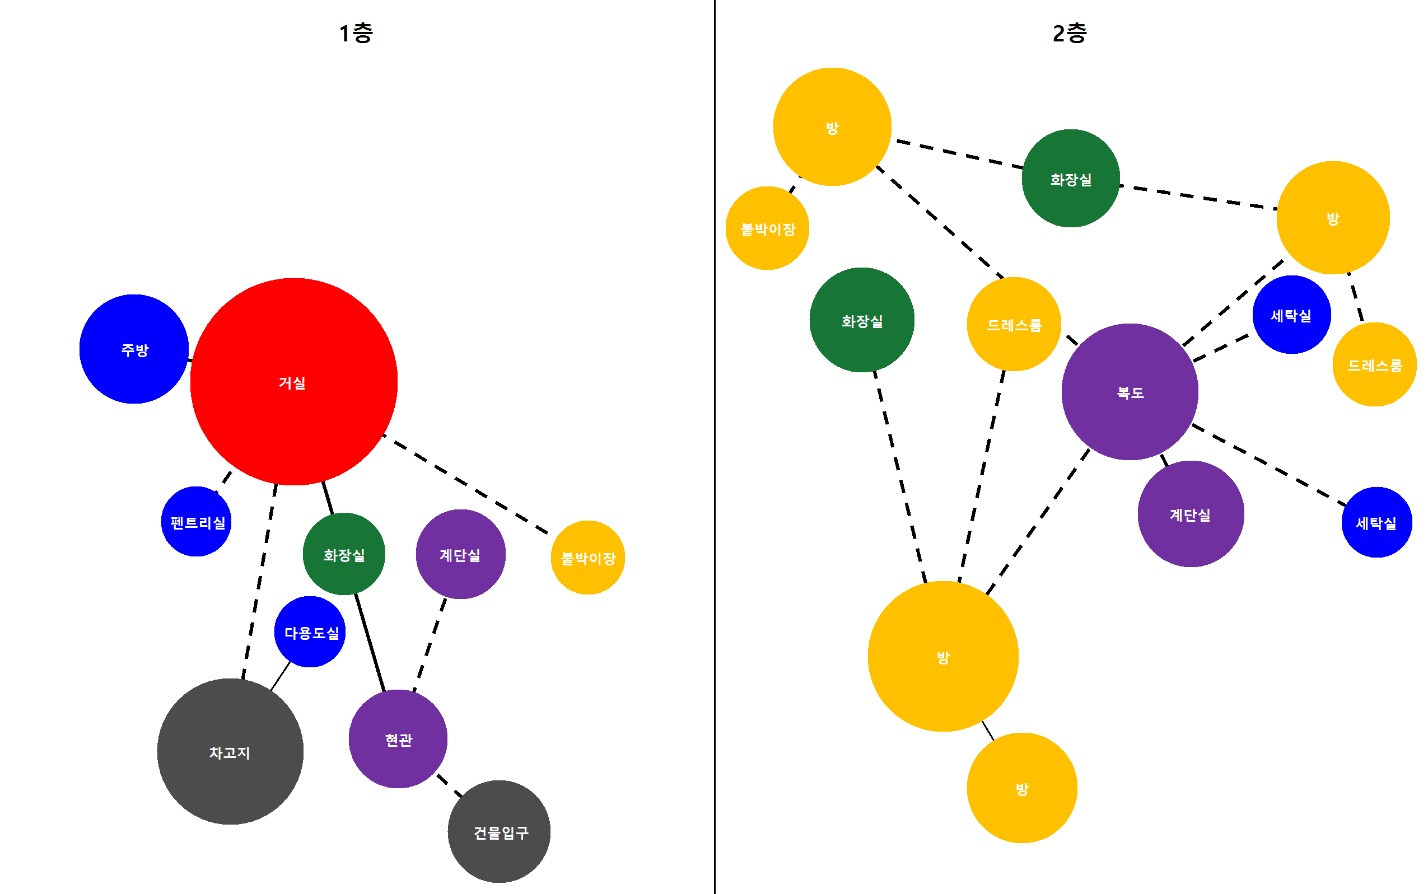 1층
주방
거실
펜트리실
화장실
계단실
붙박이장
다용도실
차고지
현관
건물입구
2층
방
화장실
방
붙박이장
화장실
드레스룸
세탁실
드레스룸
복도
계단실
세탁실
방
방